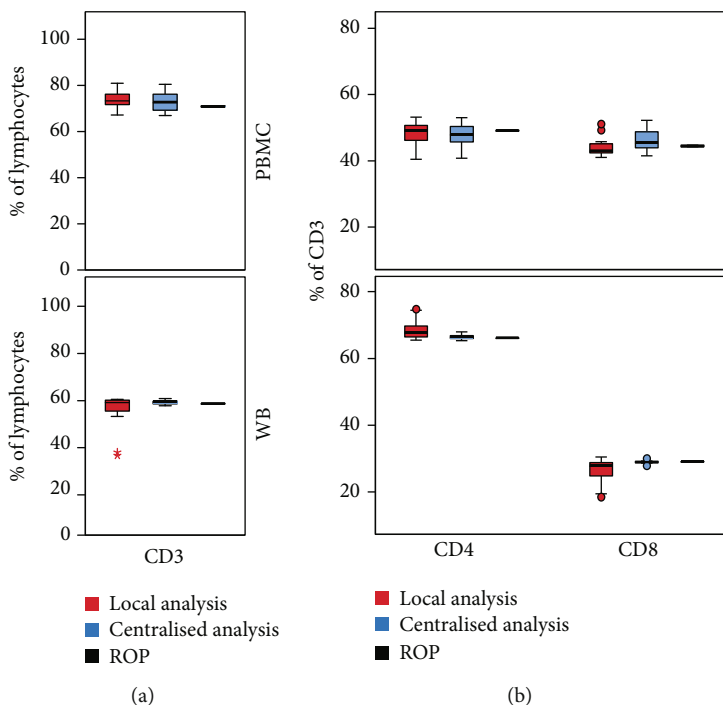 100
80
60
40
20
0
% of lymphocytes
PBMC
100
80
60
40
20
0
% of lymphocytes
WB
CD3
Local analysis
Centralised analysis
ROP
(a)
80
60
40
20
% of CD3
80
60
40
20
CD4 CD8
Local analysis
Centralised analysis
ROP
(b)